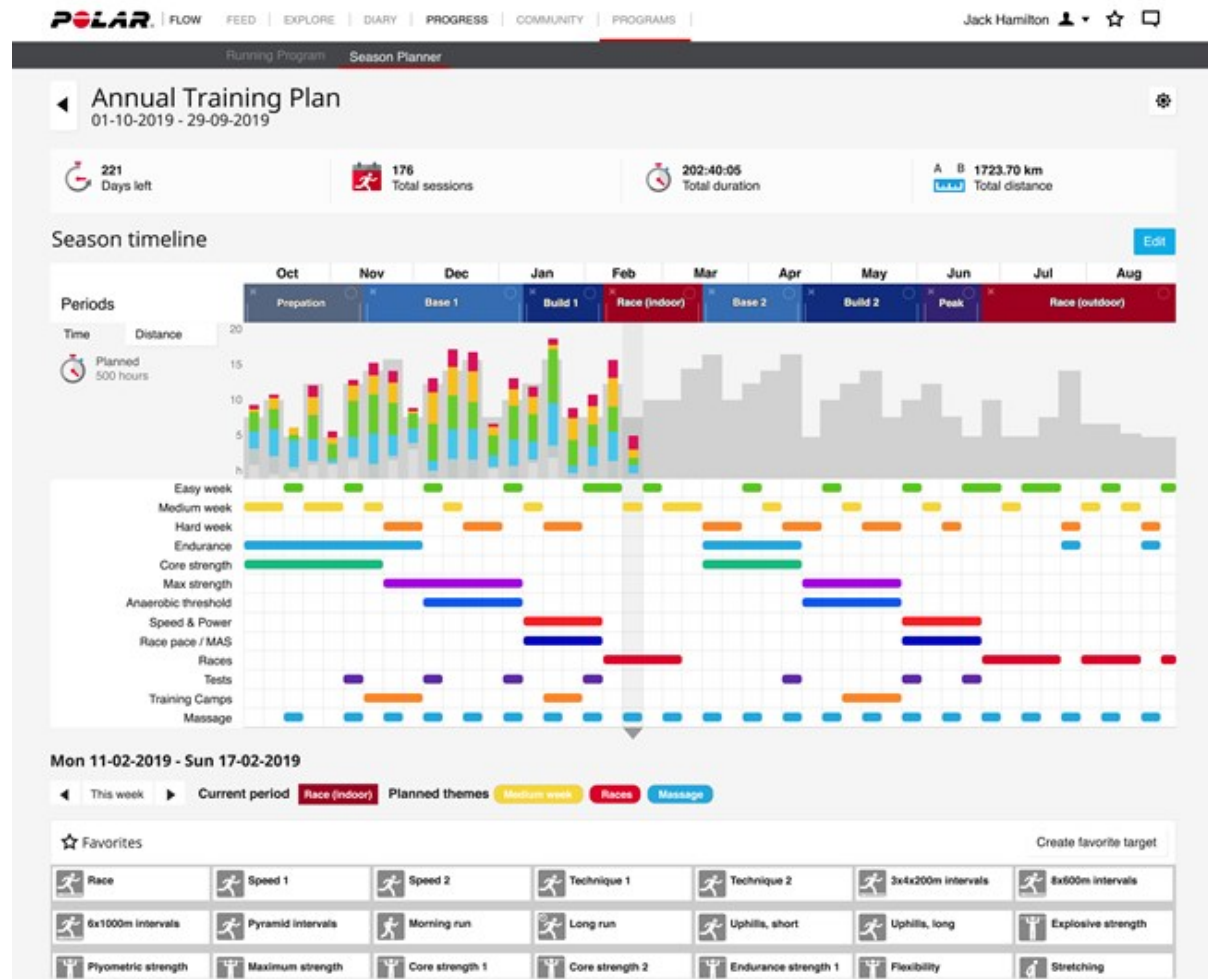 POLAR. FLOW FEED EXPLORE DIARY PROGRESS COMMUNITY PROGRAMS Jack Hamilton
Running Program Season Planner
Annual Training Plan
01-10-2019 - 29-09-2019
221 176 202:40:05 A B 1723.70 km
Days left Total sessions Total duration Total distance
Season timeline Edit
Oct Nov Dec Jan Feb Mar Apr May Jun Jul Aug
Periods Prepation Base 1 Build 1 Race (indoor) Base 2 Build 2 Peak Race (outdoor)
Time Distance 20
Planned 15
500 hours
10
5
h
Easy week
Medium week
Hard week
Endurance
Core strength
Max strength
Anaerobic threshold
Speed & Power
Race pace / MAS
Races
Tests
Training Camps
Massage
Mon 11-02-2019 - Sun 17-02-2019
This week Current period Race (Indoor) Planned themes Medium week Races Massage
Favorites Create favorite target
Race Speed 1 Speed 2 Technique 1 Technique 2 3x4x200m intervals 8x600m intervals
6x1000m intervals Pyramid intervals Morning run Long run Uphills, short Uphills, long Explosive strength
Plyometric strength Maximum strength Core strength 1 Core strength 2 Endurance strength 1 Flexibility Stretching